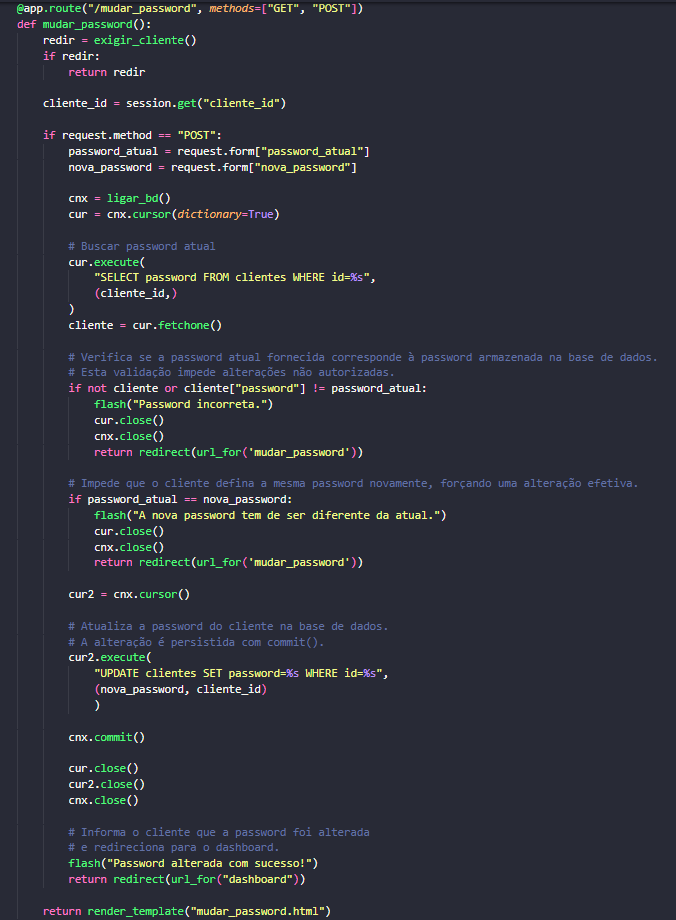 @app.route("/mudar_password", methods=["GET", "POST"])
def mudar_password():
    redir = exigir_cliente()
    if redir:
        return redir

    cliente_id = session.get("cliente_id")

    if request.method == "POST":
        password_atual = request.form["password_atual"]
        nova_password = request.form["nova_password"]

        cnx = ligar_bd()
        cur = cnx.cursor(dictionary=True)

        # Buscar password atual
        cur.execute(
            "SELECT password FROM clientes WHERE id=%s",
            (cliente_id,)
        )
        cliente = cur.fetchone()

        # Verifica se a password atual fornecida corresponde à password armazenada na base de dados.
        # Esta validação impede alterações não autorizadas.
        if not cliente or cliente["password"] != password_atual:
            flash("Password incorreta.")
            cur.close()
            cnx.close()
            return redirect(url_for('mudar_password'))

        # Impede que o cliente defina a mesma password novamente, forçando uma alteração efetiva.
        if password_atual == nova_password:
            flash("A nova password tem de ser diferente da atual.")
            cur.close()
            cnx.close()
            return redirect(url_for('mudar_password'))

        cur2 = cnx.cursor()

        # Atualiza a password do cliente na base de dados.
        # A alteração é persistida com commit().
        cur2.execute(
            "UPDATE clientes SET password=%s WHERE id=%s",
            (nova_password, cliente_id)
            )

        cnx.commit()

        cur.close()
        cur2.close()
        cnx.close()

        # Informa o cliente que a password foi alterada
        # e redireciona para o dashboard.
        flash("Password alterada com sucesso!")
        return redirect(url_for("dashboard"))

    return render_template("mudar_password.html")